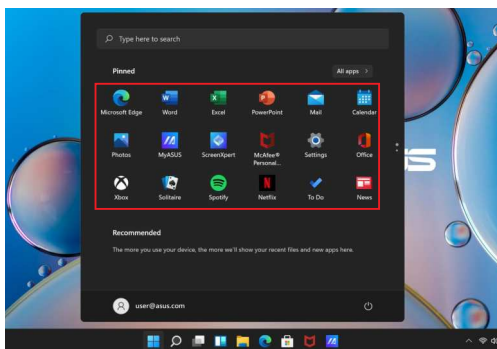 Type here to search
Pinned
All apps
Microsoft Edge
Word
Excel
PowerPoint
Mail
Calendar
Photos
MyASUS
ScreenXpert
McAfee®
Personal...
Settings
Office
Xbox
Solitaire
Spotify
Netflix
To Do
News
Recommended
The more you use your device, the more we'll show your recent files and new apps here.
user@asus.com